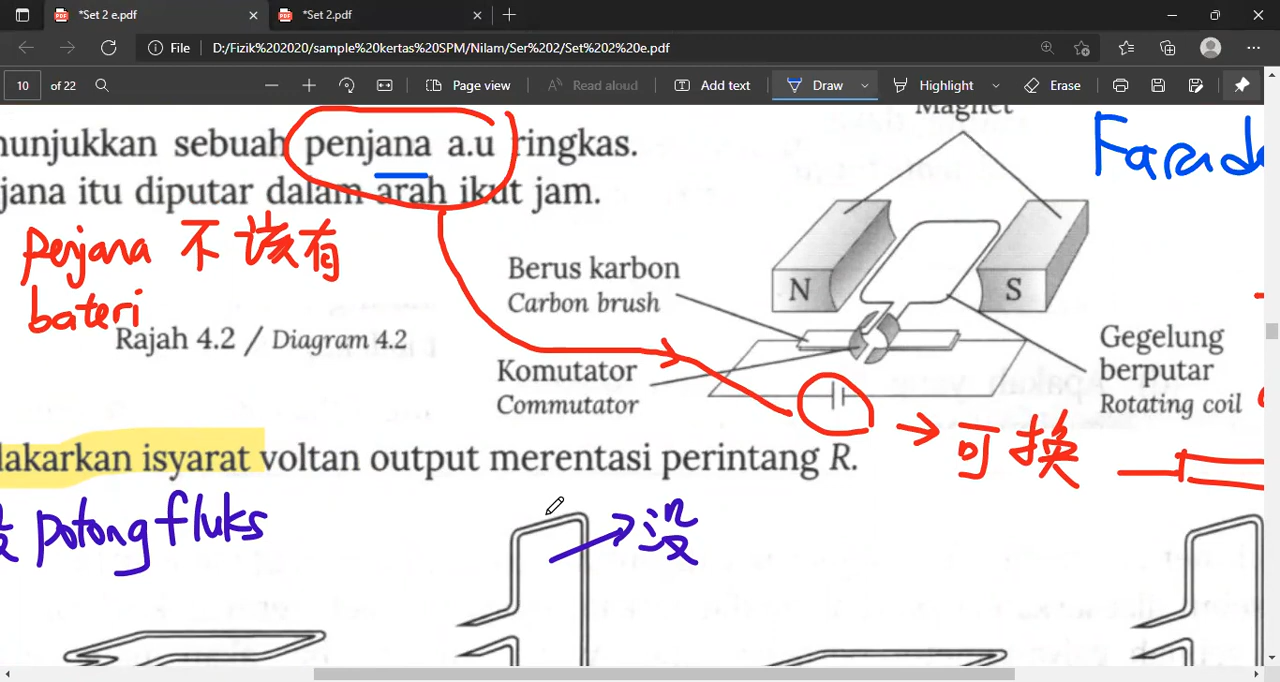 *Set 2 e.pdf
*Set 2.pdf
File D:/Fizik%202020/sample%20kertas%20SPM/Nilam/Ser%202/Set%202%20e.pdf
10 of 22
Page view
Read aloud
Add text
Draw
Highlight
Erase
Magnet
nunjukkan sebuah penjana a.u ringkas.
jana itu diputar dalam arah ikut jam.
Penjana 不该有
bateri
Rajah 4.2 / Diagram 4.2
Berus karbon
Carbon brush
Komutator
Commutator
N
S
Gegelung
berputar
Rotating coil
可换
lakarkan isyarat voltan output merentasi perintang R.
potong fluks
没